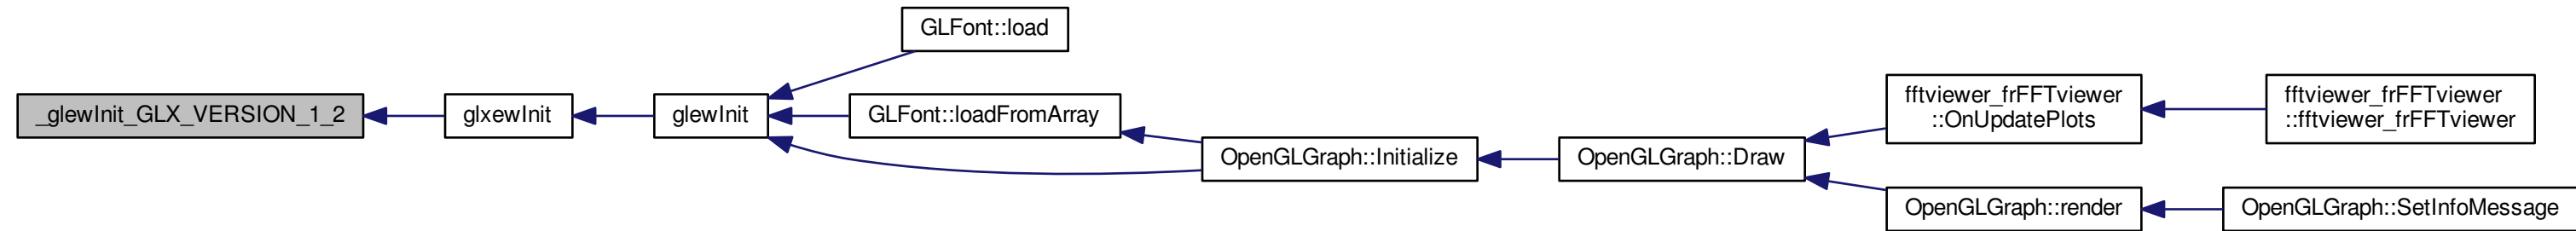 GLFont::load
_glewInit_GLX_VERSION_1_2
glxewInit
glewInit
GLFont::loadFromArray
OpenGLGraph::Initialize
OpenGLGraph::Draw
fftviewer_frFFTviewer
::OnUpdatePlots
fftviewer_frFFTviewer
::fftviewer_frFFTviewer
OpenGLGraph::render
OpenGLGraph::SetInfoMessage